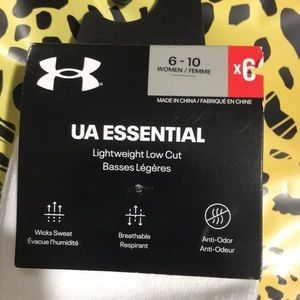 6 - 10
WOMEN / FEMME
x6
MADE IN CHINA / FABRIQUÉ EN CHINE
UA ESSENTIAL
Lightweight Low Cut
Basses Légères
Wicks Sweat
Évacue l'humidité
Breathable
Respirant
Anti-Odor
Anti-Odeur